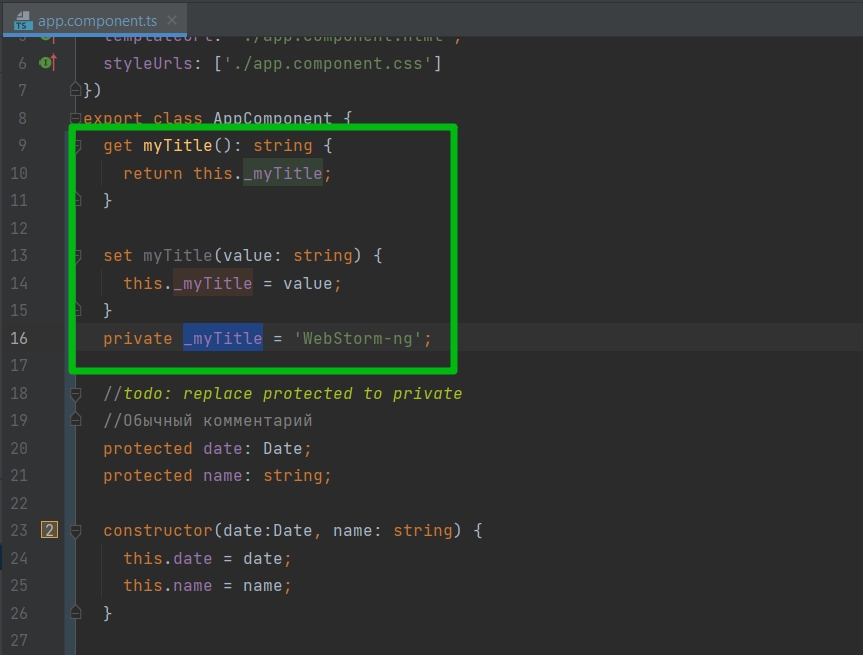 app.component.ts
5 templateUrl: './app.component.html',
6 styleUrls: ['./app.component.css']
7 })
8 export class AppComponent {
9 get myTitle(): string {
10 return this._myTitle;
11 }
12
13 set myTitle(value: string) {
14 this._myTitle = value;
15 }
16 private _myTitle = 'WebStorm-ng';
17
18 //todo: replace protected to private
19 //Обычный комментарий
20 protected date: Date;
21 protected name: string;
22
23 2 constructor(date:Date, name: string) {
24 this.date = date;
25 this.name = name;
26 }
27